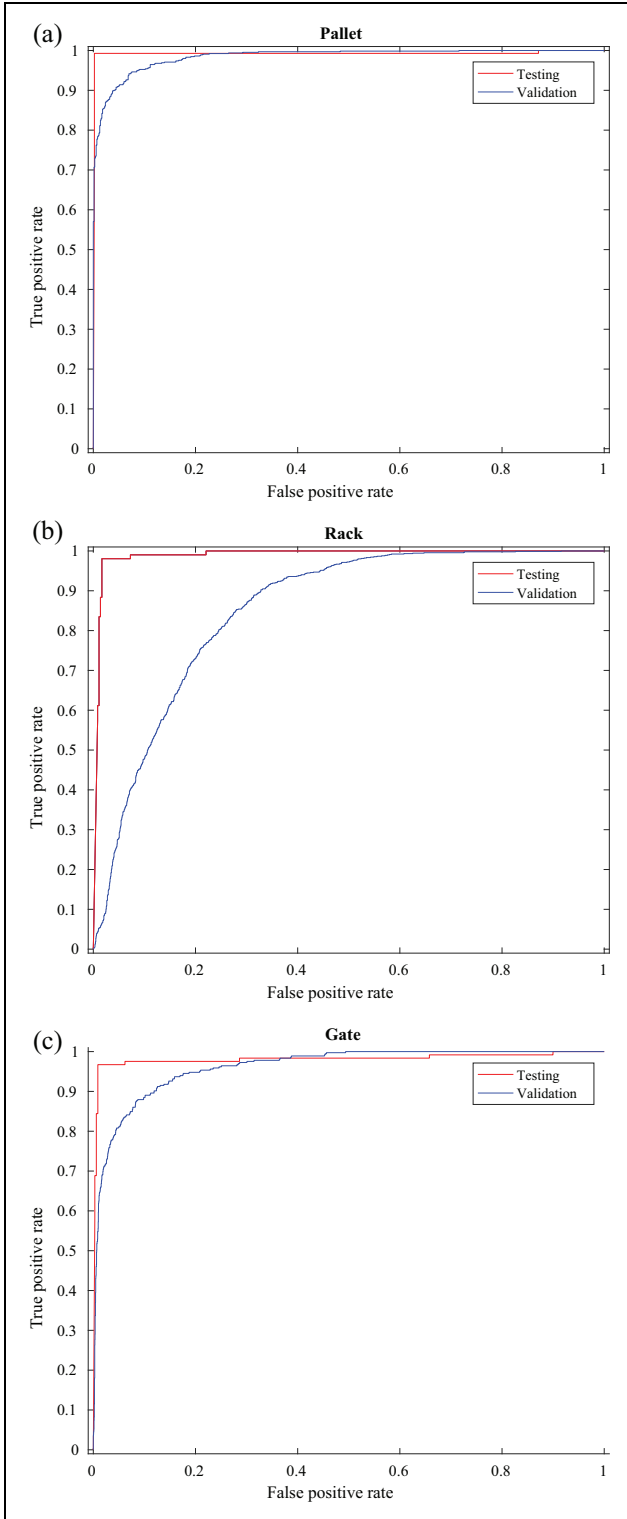 (a)
Pallet
1
0.9
0.8
0.7
0.6
0.5
0.4
0.3
0.2
0.1
0
True positive rate
Testing
Validation
0
0.2
0.4
0.6
0.8
1
False positive rate
(b)
Rack
1
0.9
0.8
0.7
0.6
0.5
0.4
0.3
0.2
0.1
0
True positive rate
Testing
Validation
0
0.2
0.4
0.6
0.8
1
False positive rate
(c)
Gate
1
0.9
0.8
0.7
0.6
0.5
0.4
0.3
0.2
0.1
0
True positive rate
Testing
Validation
0
0.2
0.4
0.6
0.8
1
False positive rate